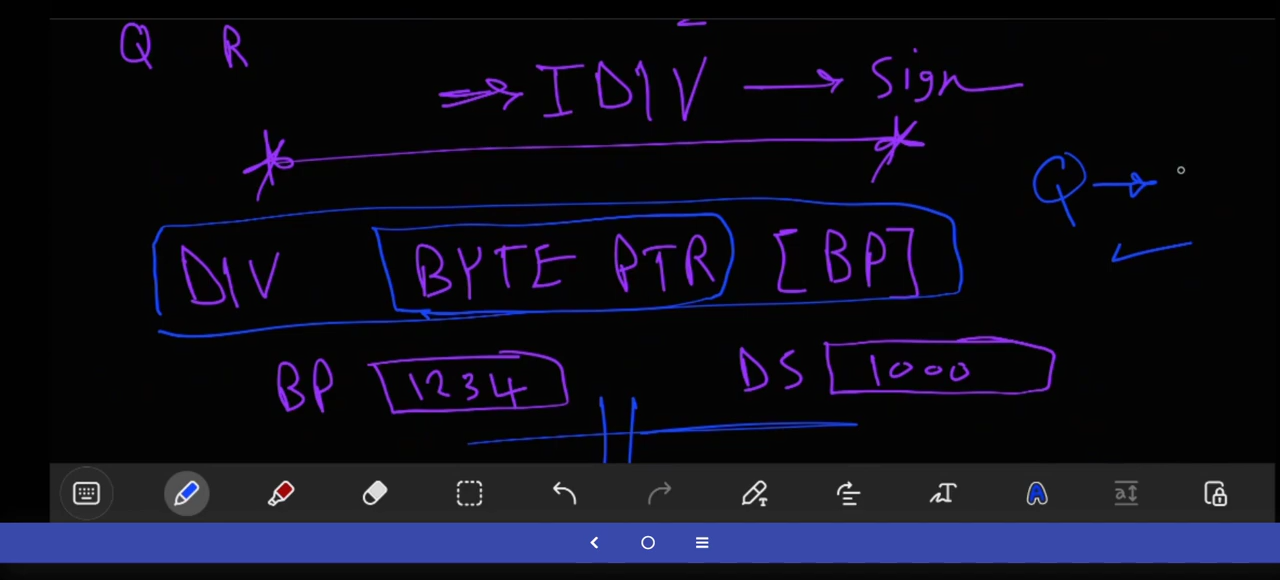 Q R
IDIV → Sign
Q →
DIV BYTE PTR [BP]
BP 1234 DS 1000